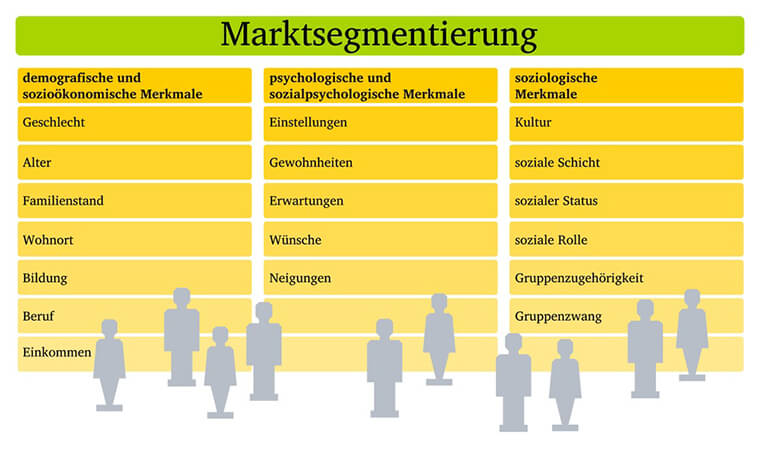 Marktsegmentierung
demografische und
sozioökonomische Merkmale
Geschlecht
Alter
Familienstand
Wohnort
Bildung
Beruf
Einkommen
psychologische und
sozialpsychologische Merkmale
Einstellungen
Gewohnheiten
Erwartungen
Wünsche
Neigungen
soziologische
Merkmale
Kultur
soziale Schicht
sozialer Status
soziale Rolle
Gruppenzugehörigkeit
Gruppenzwang